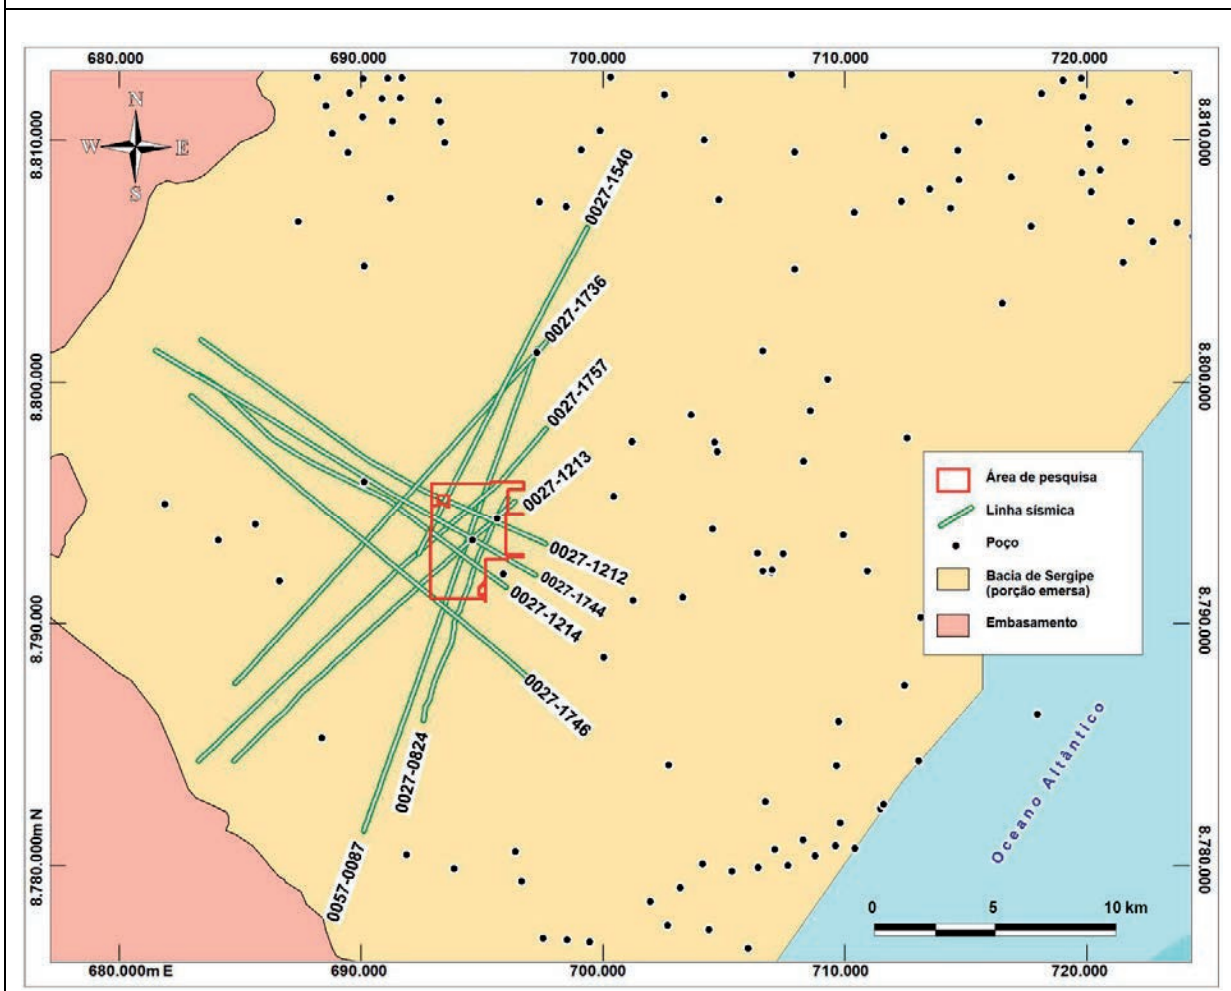 680.000
690.000
700.000
710.000
720.000
N
W
E
S
8.810.000
8.810.000
0027-1540
0027-1736
0027-1757
8.800.000
8.800.000
0027-1213
0027-1212
0027-1744
0027-1214
0027-1746
Área de pesquisa
Linha sísmica
Poço
Bacia de Sergipe
(porção emersa)
Embasamento
8.790.000
8.790.000
0027-0824
0057-0087
Oceano Altântico
8.780.000m N
8.780.000
0
5
10 km
680.000m E
690.000
700.000
710.000
720.000